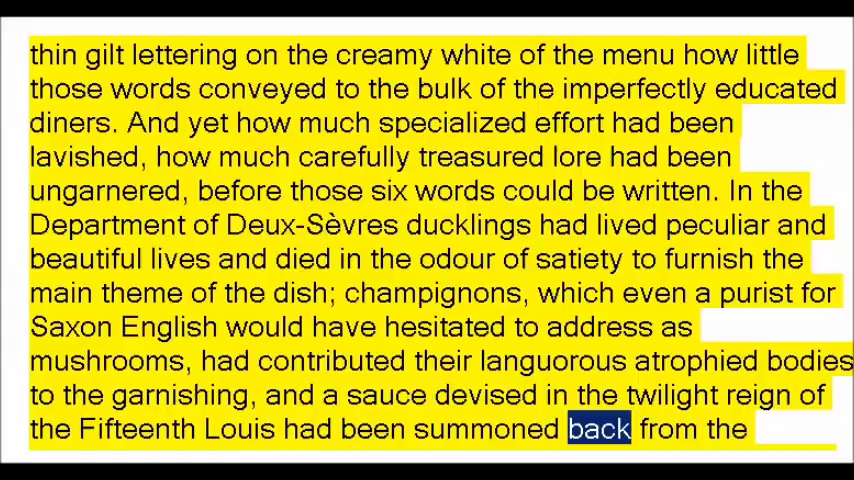 thin gilt lettering on the creamy white of the menu how little
those words conveyed to the bulk of the imperfectly educated
diners. And yet how much specialized effort had been
lavished, how much carefully treasured lore had been
ungarnered, before those six words could be written. In the
Department of Deux-Sèvres ducklings had lived peculiar and
beautiful lives and died in the odour of satiety to furnish the
main theme of the dish; champignons, which even a purist for
Saxon English would have hesitated to address as
mushrooms, had contributed their languorous atrophied bodies
to the garnishing, and a sauce devised in the twilight reign of
the Fifteenth Louis had been summoned back from the